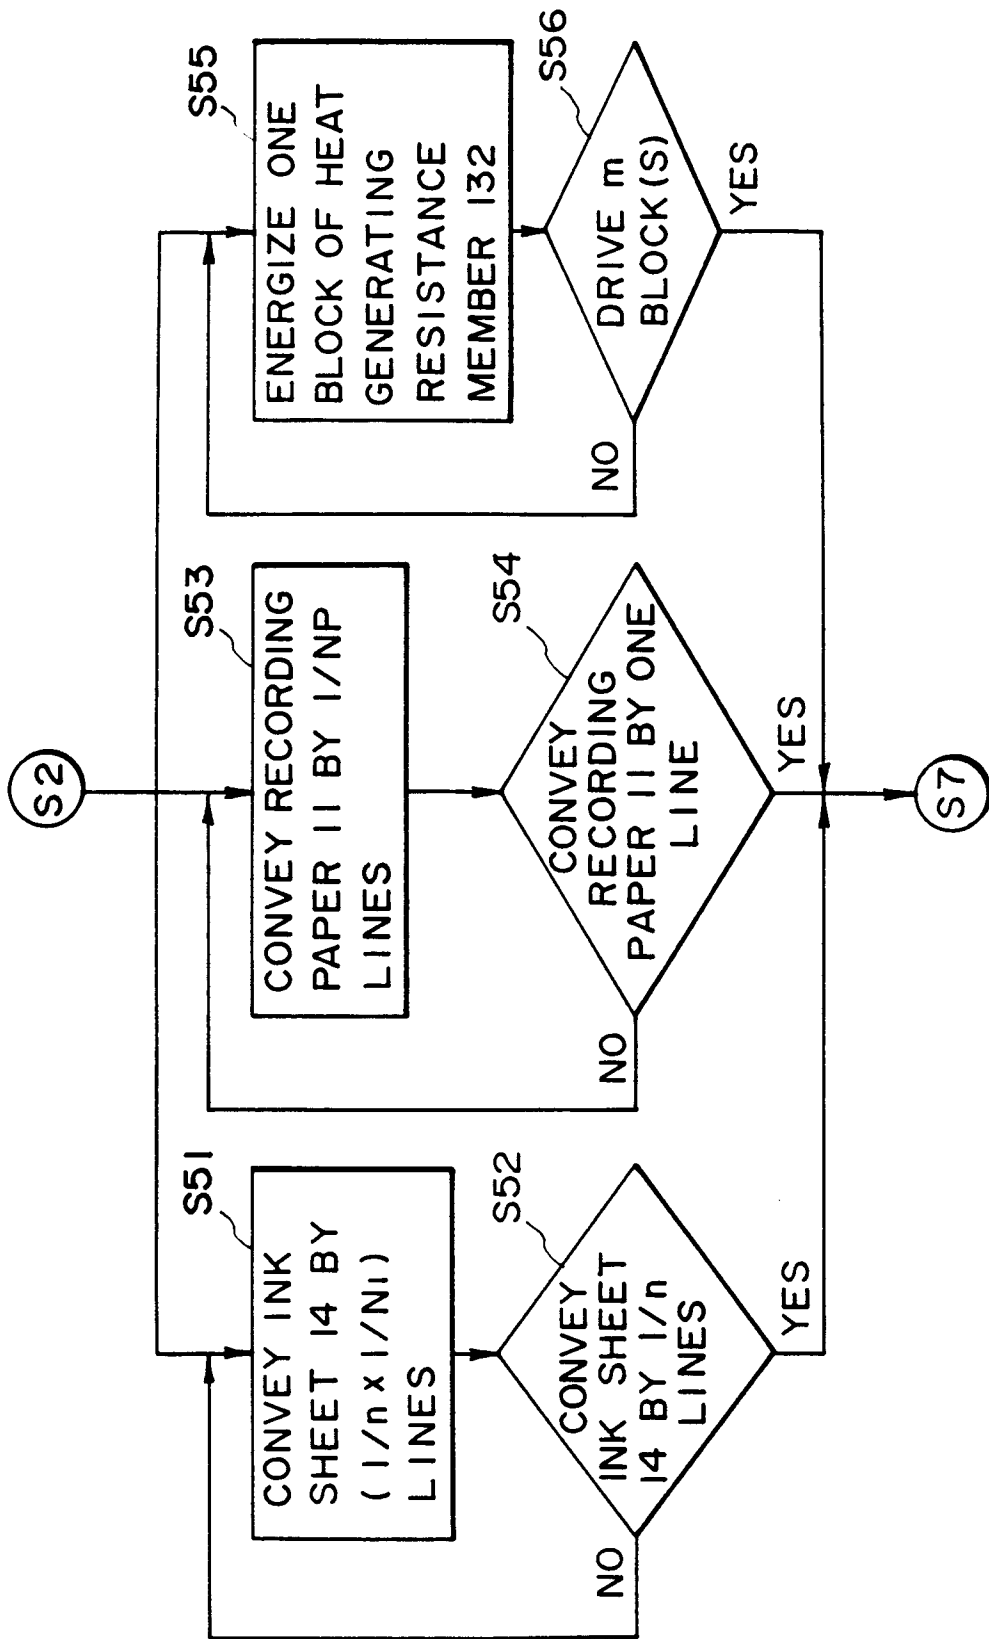 S2
S51
CONVEY INK
SHEET 14 BY
(1/n x 1/NI)
LINES
S52
CONVEY
INK SHEET
14 BY 1/n
LINES
NO
YES
S53
CONVEY RECORDING
PAPER 11 BY 1/NP
LINES
S54
CONVEY
RECORDING
PAPER 11 BY ONE
LINE
NO
YES
S55
ENERGIZE ONE
BLOCK OF HEAT
GENERATING
RESISTANCE
MEMBER 132
S56
DRIVE m
BLOCK(S)
NO
YES
S7